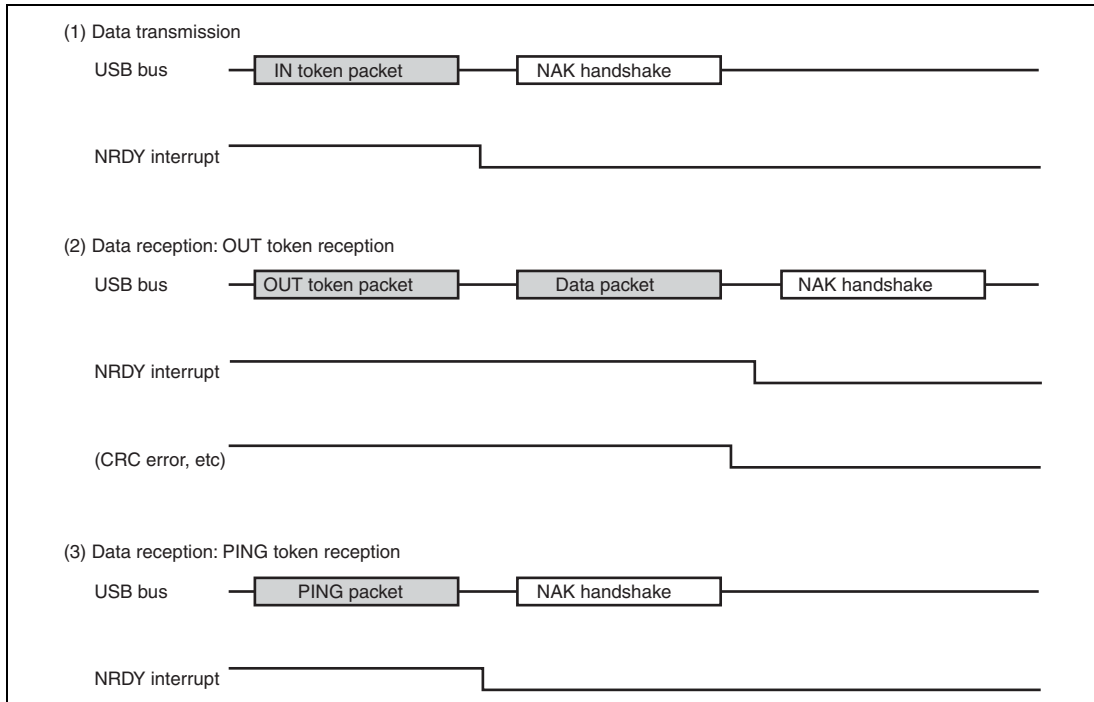 (1) Data transmission
USB bus IN token packet NAK handshake
NRDY interrupt
(2) Data reception: OUT token reception
USB bus OUT token packet Data packet NAK handshake
NRDY interrupt
(CRC error, etc)
(3) Data reception: PING token reception
USB bus PING packet NAK handshake
NRDY interrupt